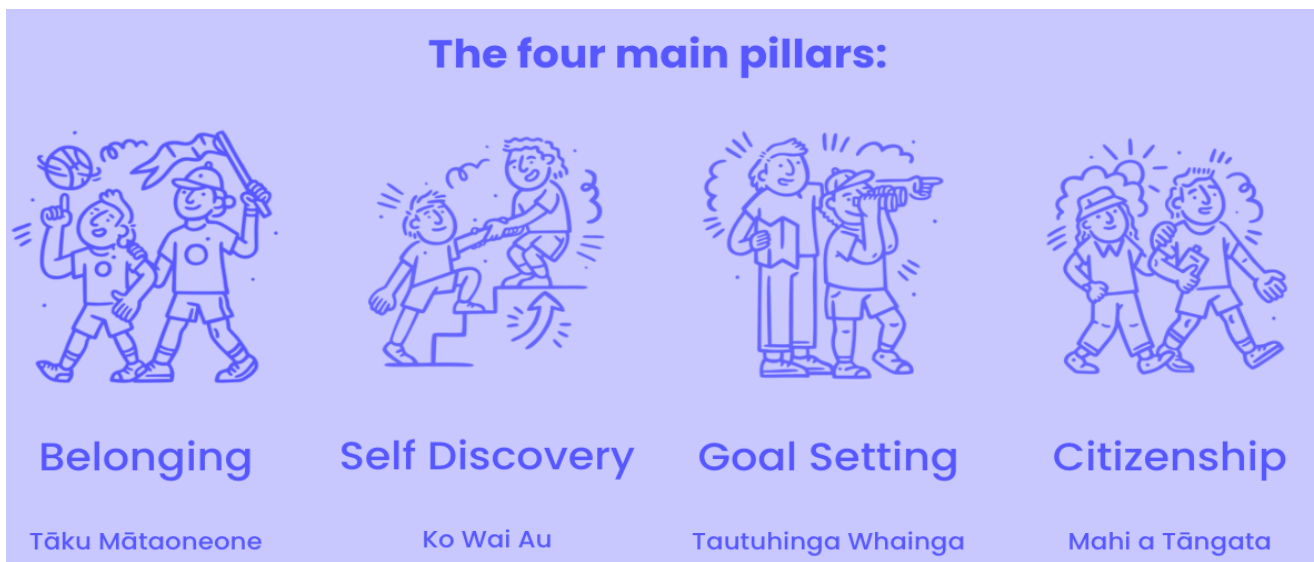 The four main pillars:
Belonging
Self Discovery
Goal Setting
Citizenship
Tāku Mātaoneone
Ko Wai Au
Tautuhinga Whainga
Mahi a Tāngata